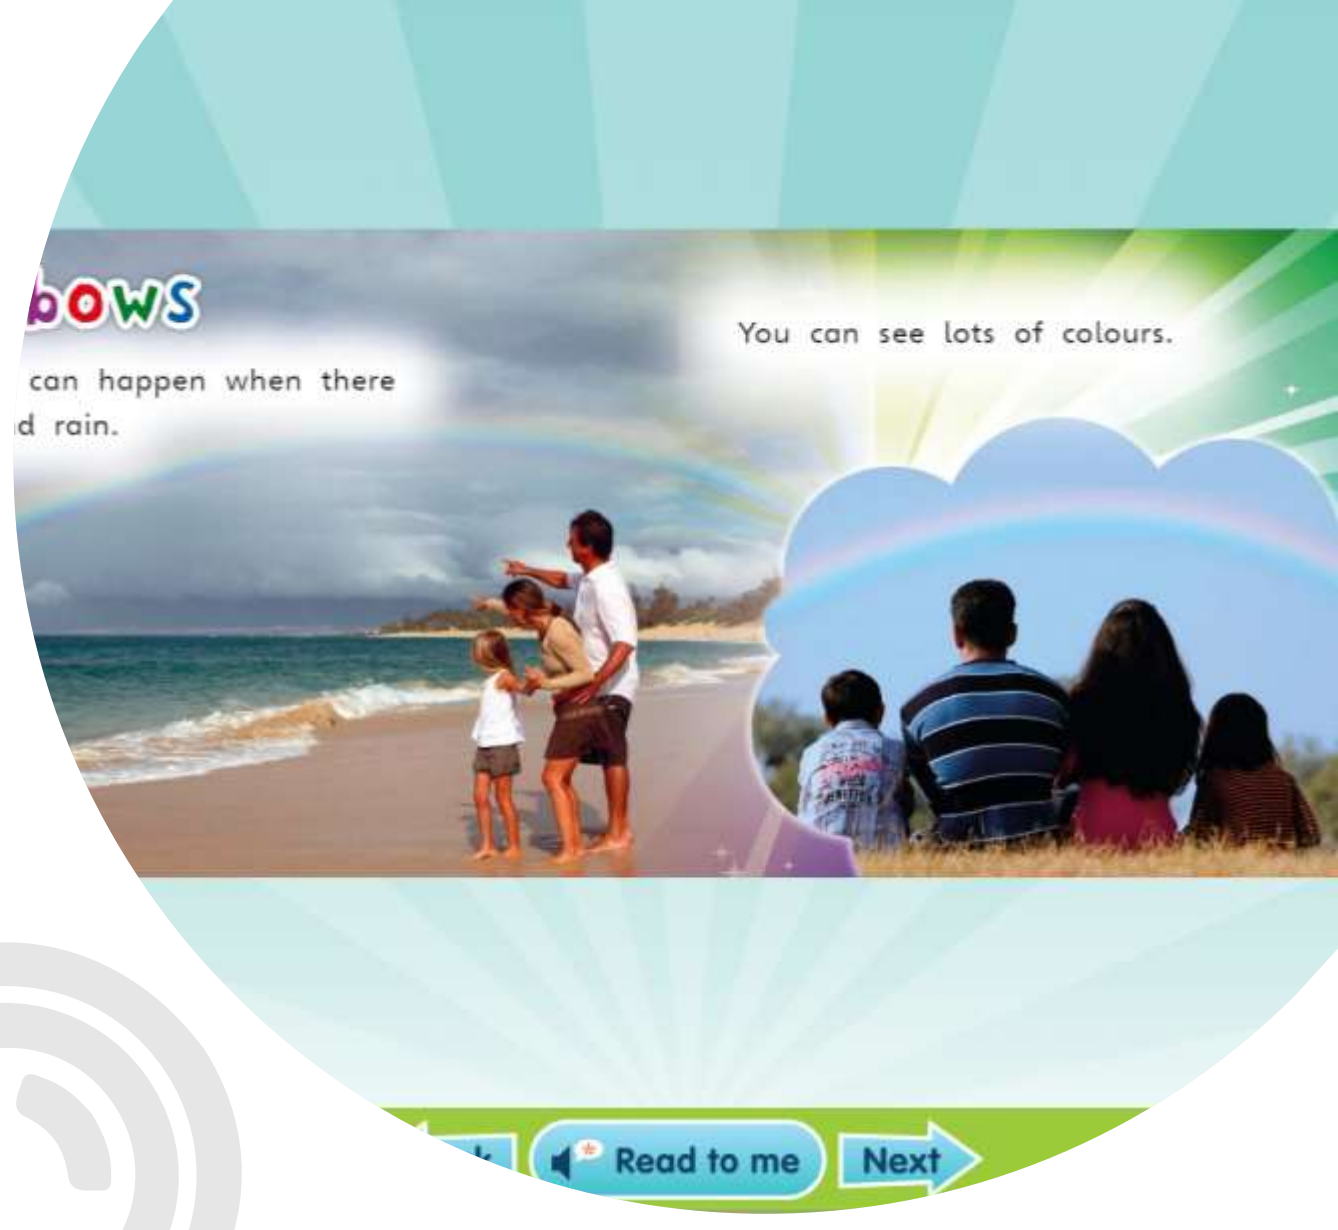 bows
can happen when there
d rain.
You can see lots of colours.
k
Read to me
Next